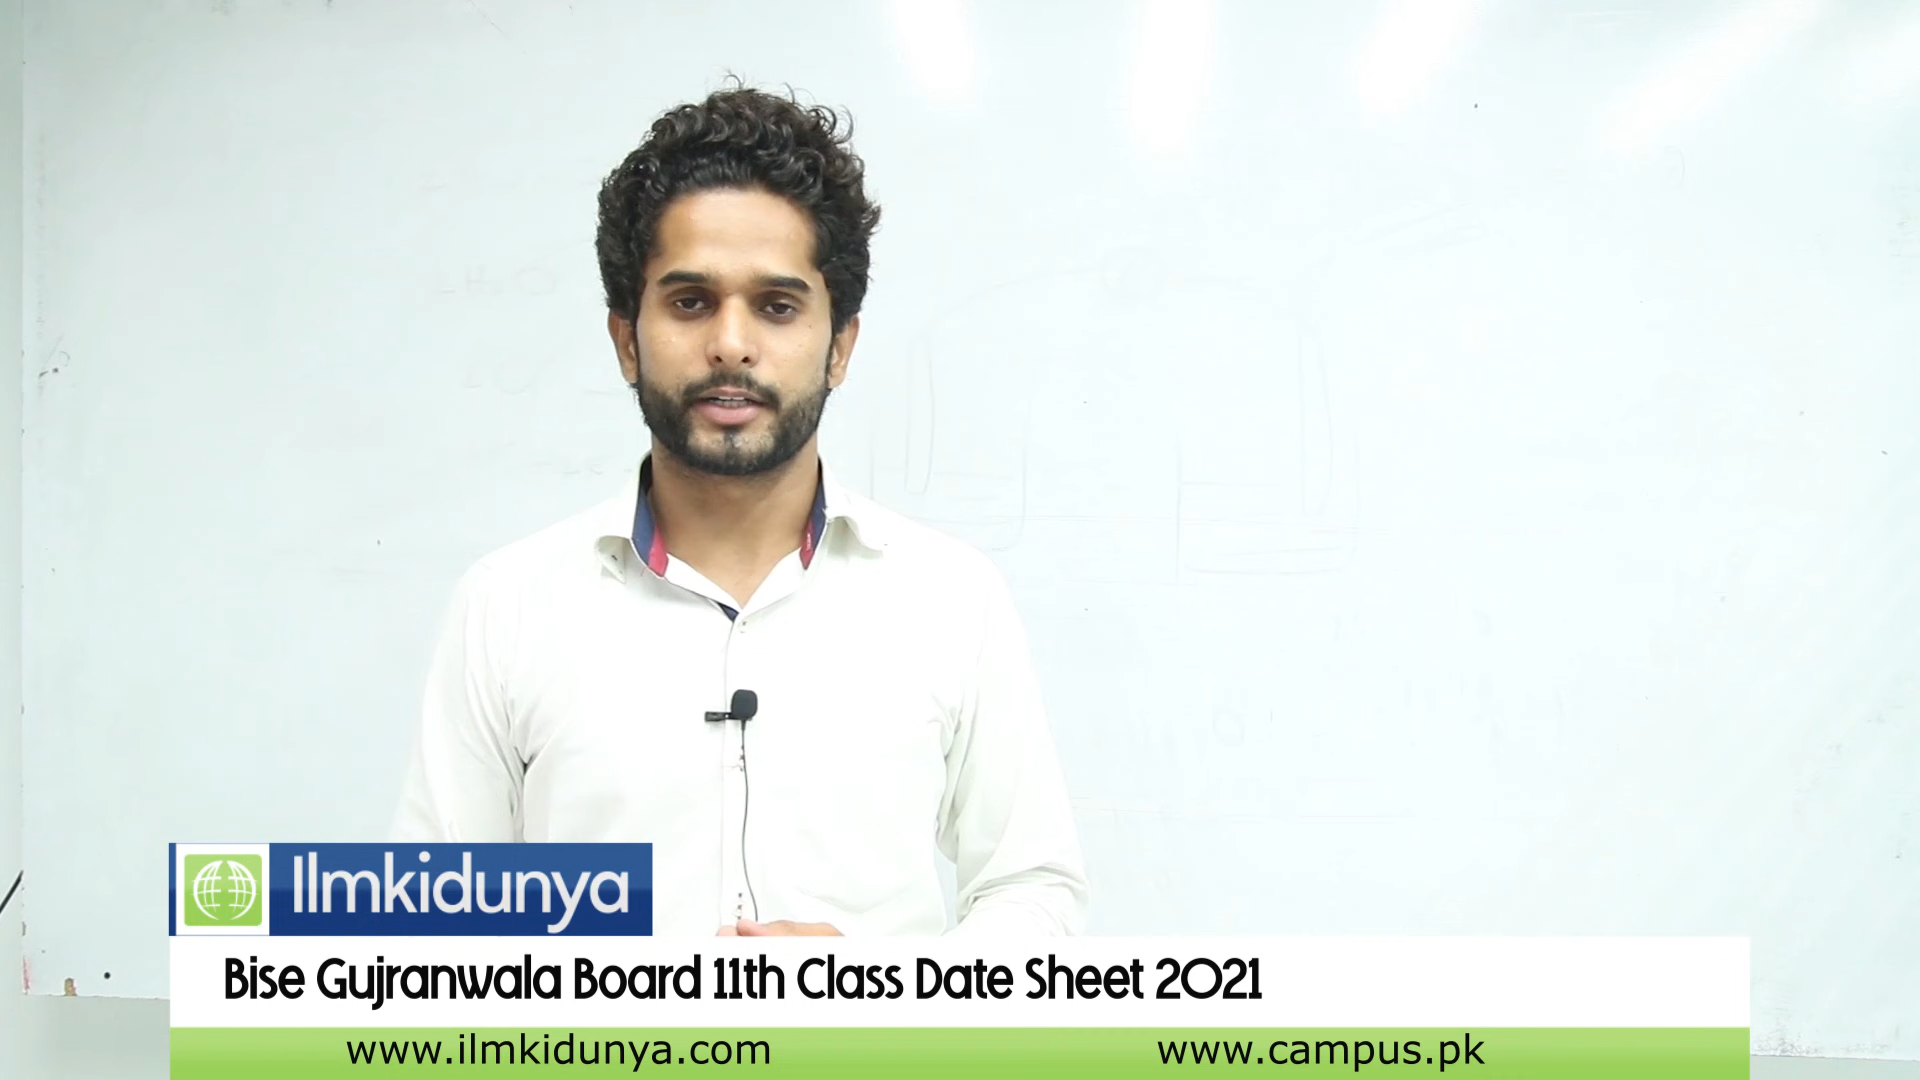 Ilmkidunya
Bise Gujranwala Board 11th Class Date Sheet 2021
www.ilmkidunya.com www.campus.pk